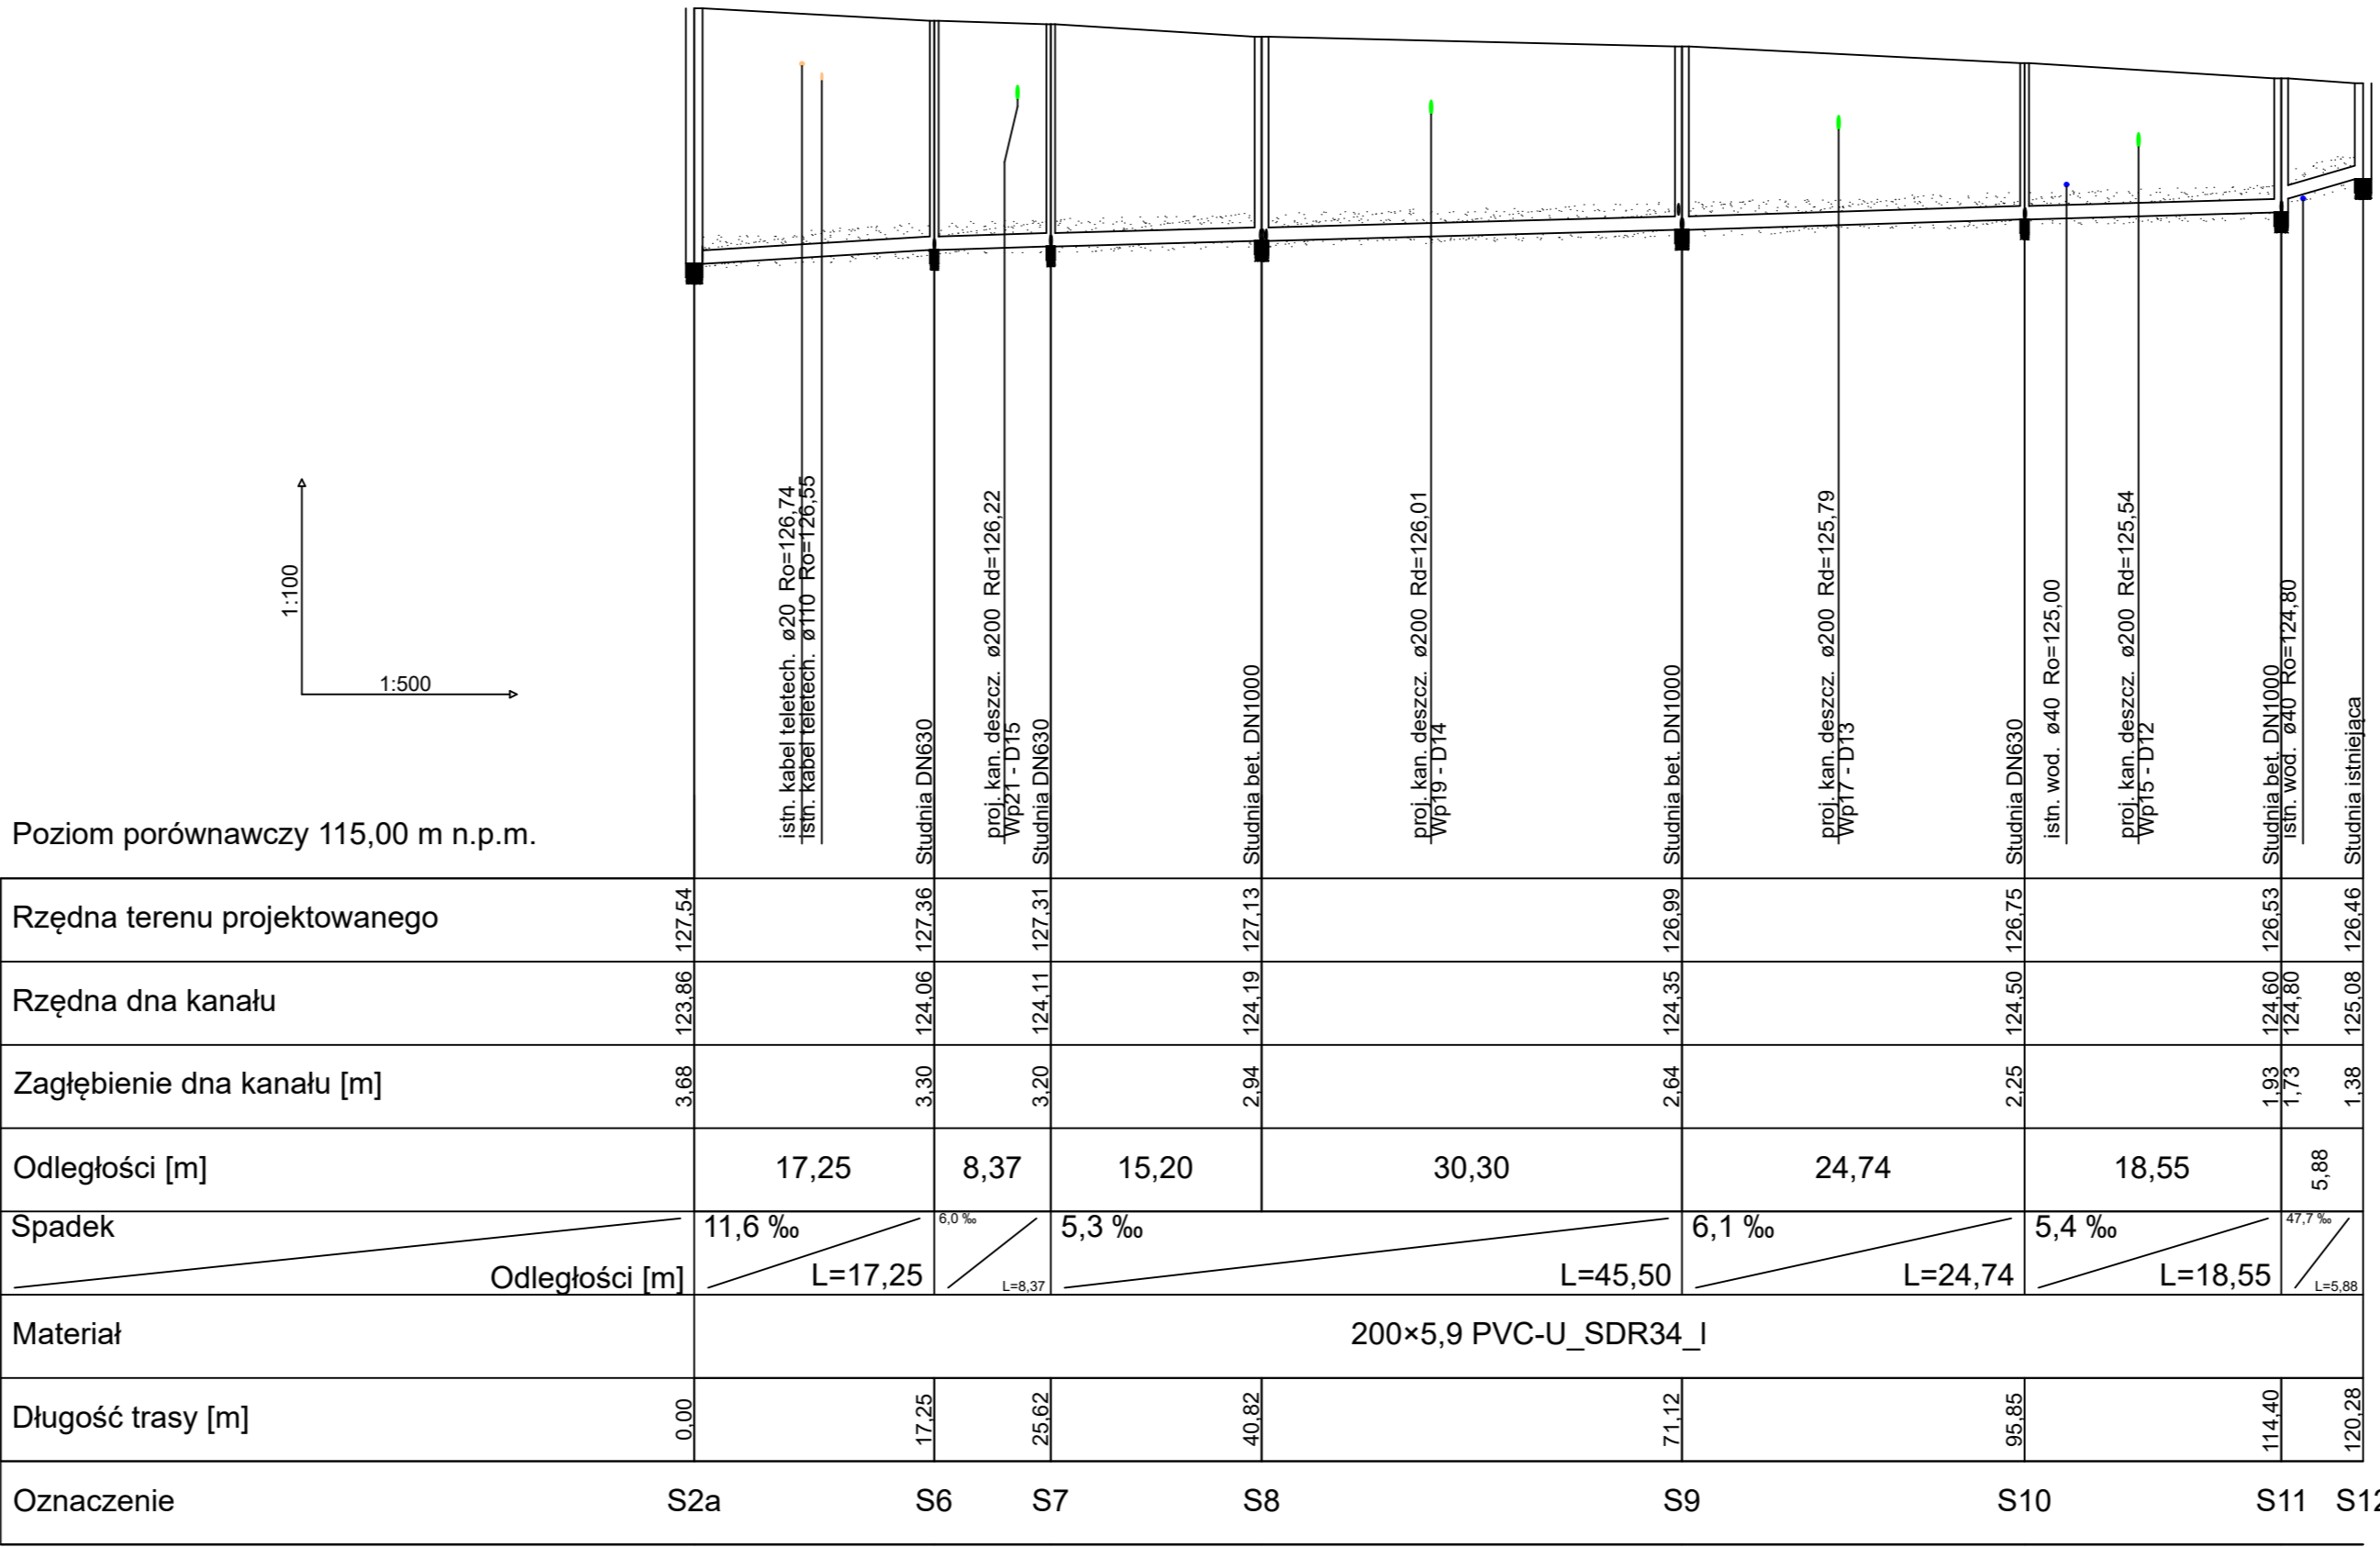 1:100
1:500
istn. kabel teletech. ø20 Ro=126,74
istn. kabel teletech. ø110 Ro=126,55
Studnia DN630
proj. kan. deszcz. ø200 Rd=126,22
Wp21 - D15
Studnia DN630
Studnia bet. DN1000
proj. kan. deszcz. ø200 Rd=126,01
Wp19 - D14
Studnia bet. DN1000
proj. kan. deszcz. ø200 Rd=125,79
Wp17 - D13
Studnia DN630
istn. wod. ø40 Ro=125,00
proj. kan. deszcz. ø200 Rd=125,54
Wp15 - D12
Studnia bet. DN1000
istn. wod. ø40 Ro=124,80
Studnia istniejąca
Poziom porównawczy 115,00 m n.p.m.
Rzędna terenu projektowanego 127,54 127,36 127,31 127,13 126,99 126,75 126,53 126,46
Rzędna dna kanału 123,86 124,06 124,11 124,19 124,35 124,50 124,60 124,80 125,08
Zagłębienie dna kanału [m] 3,68 3,30 3,20 2,94 2,64 2,25 1,93 1,73 1,38
Odległości [m] 17,25 8,37 15,20 30,30 24,74 18,55 5,88
Spadek 11,6 ‰ 6,0 ‰ 5,3 ‰ 6,1 ‰ 5,4 ‰ 47,7 ‰
Odległości [m] L=17,25 L=8,37 L=45,50 L=24,74 L=18,55 L=5,88
Materiał 200×5,9 PVC-U_SDR34_l
Długość trasy [m] 0,00 17,25 25,62 40,82 71,12 95,85 114,40 120,28
Oznaczenie S2a S6 S7 S8 S9 S10 S11 S12